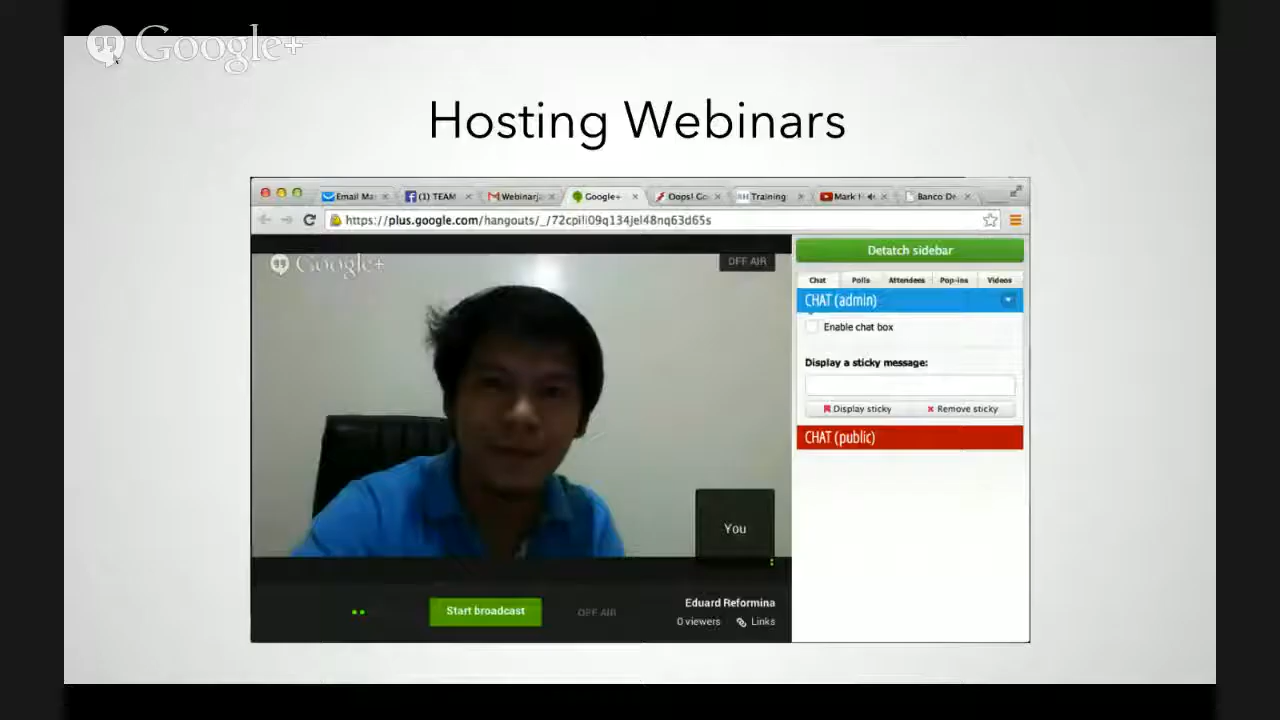 Google+
Hosting Webinars
Email Ma
(1) TEAM
Webinarja
Google+
Oops! Go
Training
Mark H
Banco De
https://plus.google.com/hangouts/_/72cpili09q134jel48nq63d65s
Google+
OFF AIR
Detatch sidebar
Chat Polls Attendees Pop-ins Videos
CHAT (admin)
Enable chat box
Display a sticky message:
Display sticky Remove sticky
CHAT (public)
You
Start broadcast
OFF AIR
Eduard Reformina
0 viewers Links